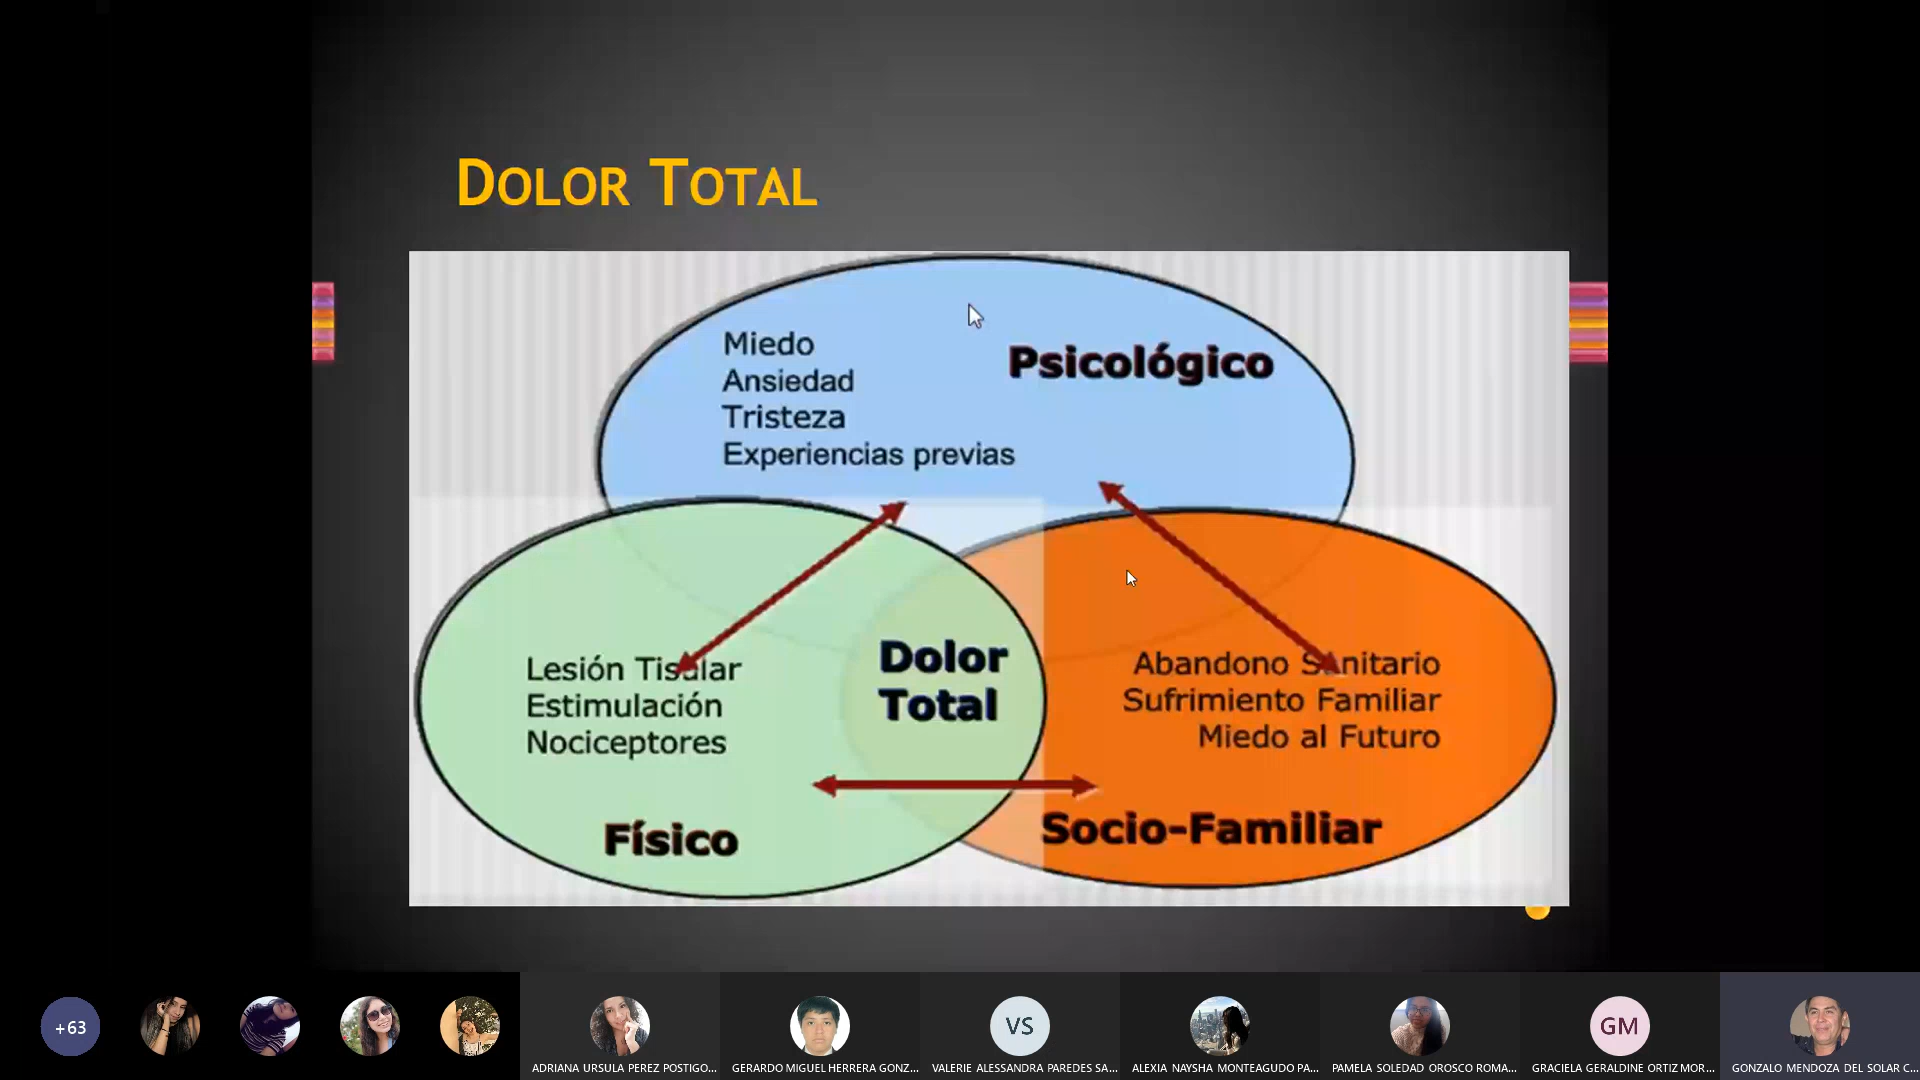 DOLOR TOTAL
Miedo
Ansiedad
Tristeza
Experiencias previas
Psicológico
Lesión Tisular
Estimulación
Nociceptores
Físico
Dolor
Total
Abandono Sanitario
Sufrimiento Familiar
Miedo al Futuro
Socio-Familiar
+63
VS
GM
ADRIANA URSULA PEREZ POSTIGO...
GERARDO MIGUEL HERRERA GONZ...
VALERIE ALESSANDRA PAREDES SA...
ALEXIA NAYSHA MONTEAGUDO PA...
PAMELA SOLEDAD OROSCO ROMA...
GRACIELA GERALDINE ORTIZ MOR...
GONZALO MENDOZA DEL SOLAR C...